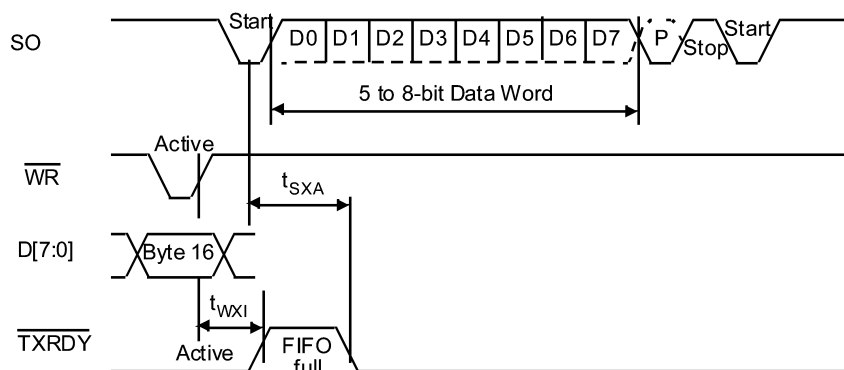 Start
SO D0 D1 D2 D3 D4 D5 D6 D7 P Stop Start
5 to 8-bit Data Word
Active
WR
tSXA
D[7:0] Byte 16
tWXI
TXRDY Active FIFO
full